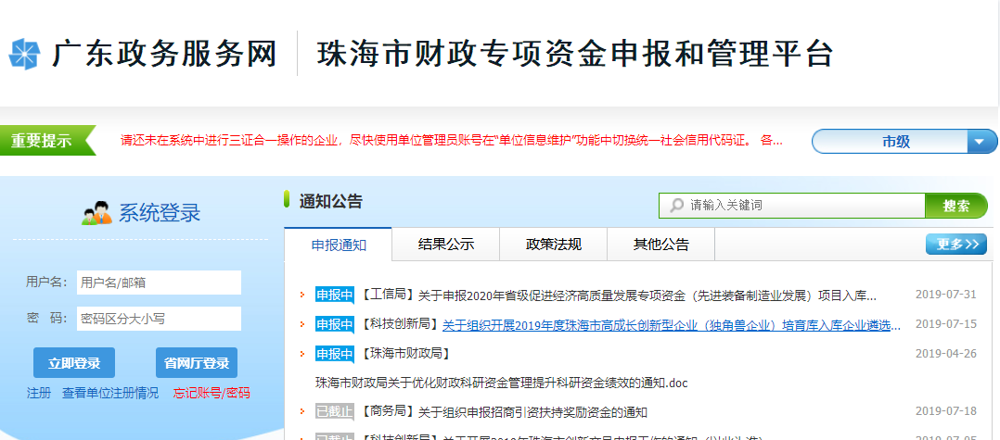 广东政务服务网 珠海市财政专项资金申报和管理平台
重要提示 请还未在系统中进行三证合一操作的企业，尽快使用单位管理员账号在“单位信息维护”功能中切换统一社会信用代码证。 各... 市级
系统登录
用户名： 用户名/邮箱
密 码： 密码区分大小写
立即登录 省网厅登录
注册 查看单位注册情况 忘记账号/密码
通知公告 请输入关键词 搜索
申报通知 结果公示 政策法规 其他公告 更多>>
申报中 【工信局】关于申报2020年省级促进经济高质量发展专项资金（先进装备制造业发展）项目入库... 2019-07-31
申报中 【科技创新局】关于组织开展2019年度珠海市高成长创新型企业（独角兽企业）培育库入库企业遴选... 2019-07-15
申报中 【珠海市财政局】 2019-04-26
珠海市财政局关于优化财政科研资金管理提升科研资金绩效的通知.doc
已截止 【商务局】关于组织申报招商引资扶持奖励资金的通知 2019-07-18